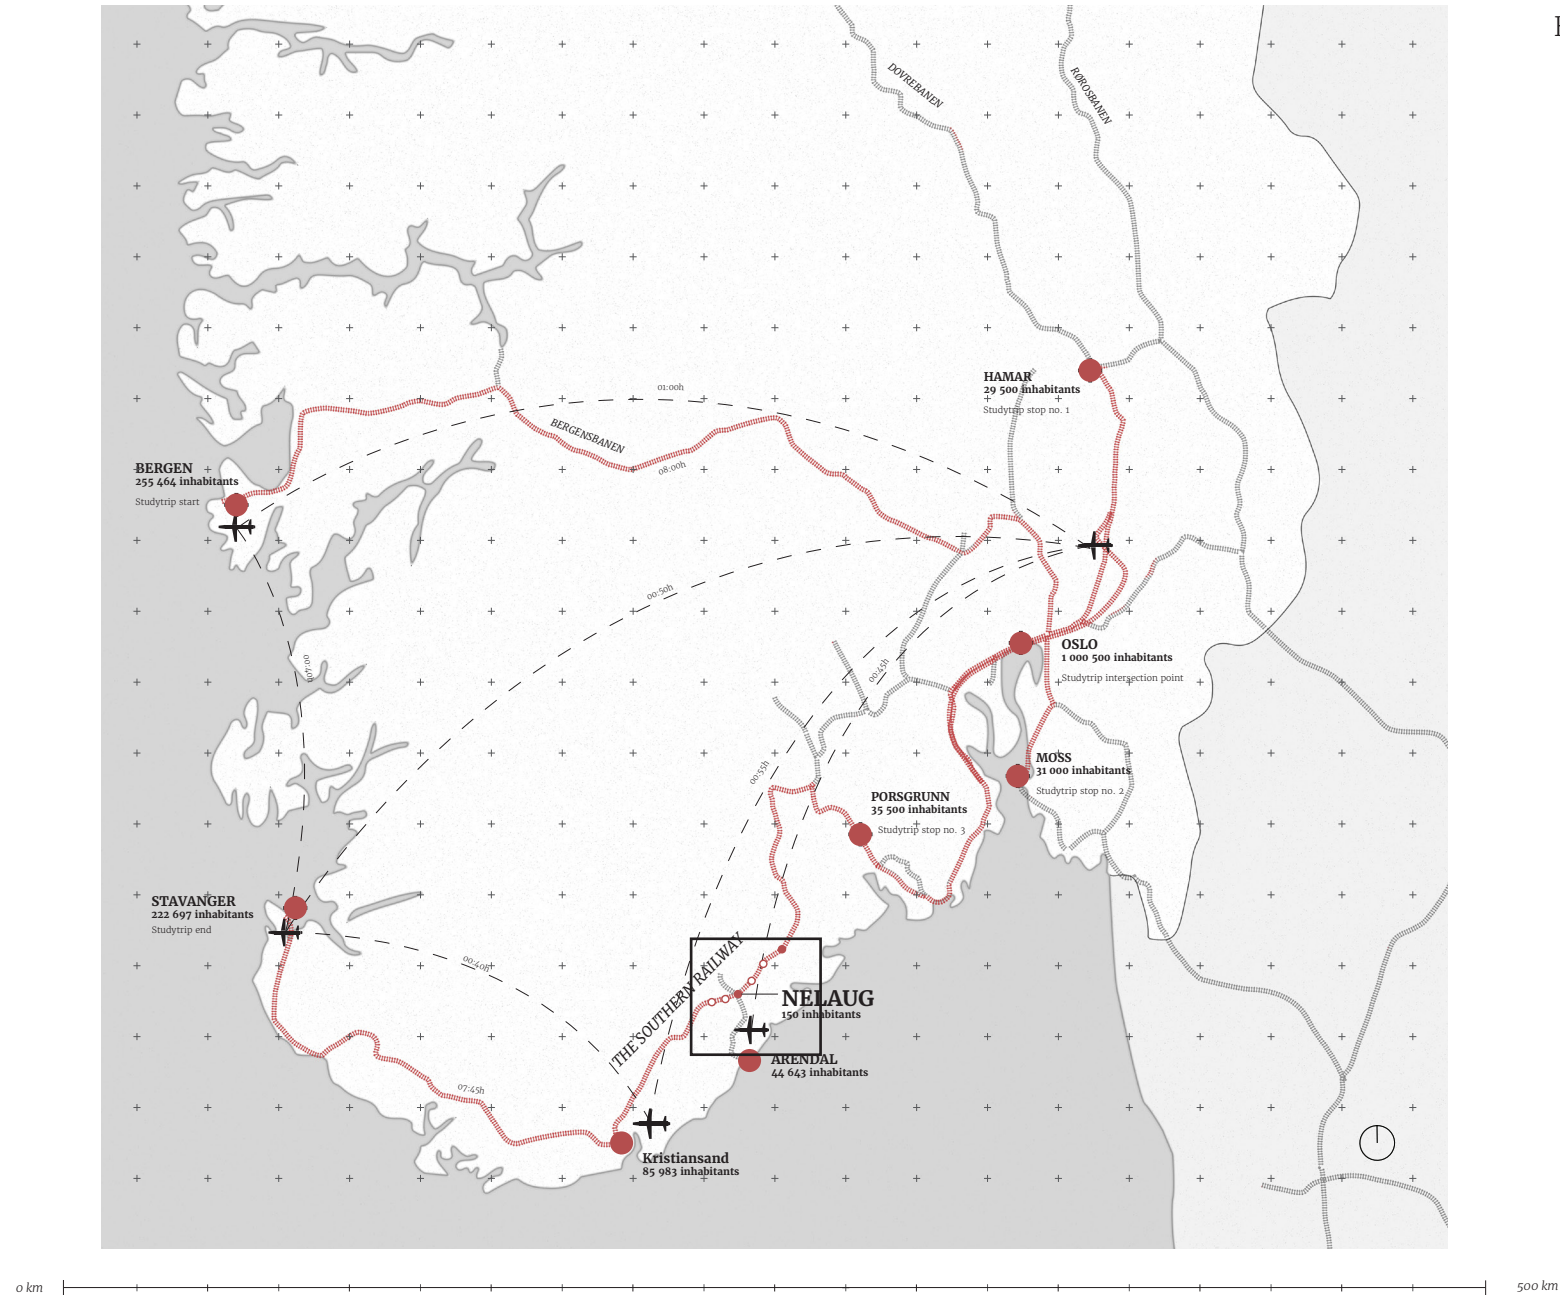 DOVREBANEN
RØROSBANEN
HAMAR
29 500 inhabitants
Studytrip stop no. 1
01:00h
BERGENSBANEN
08:00h
BERGEN
255 464 inhabitants
Studytrip start
00:50h
OSLO
1 000 500 inhabitants
Studytrip intersection point
00:40h
00:45h
MOSS
31 000 inhabitants
Studytrip stop no. 2
00:55h
PORSGRUNN
35 500 inhabitants
Studytrip stop no. 3
STAVANGER
222 697 inhabitants
Studytrip end
00:40h
THE SOUTHERN RAILWAY
NELAUG
150 inhabitants
ARENDAL
44 643 inhabitants
07:45h
Kristiansand
85 983 inhabitants
0 km
500 km